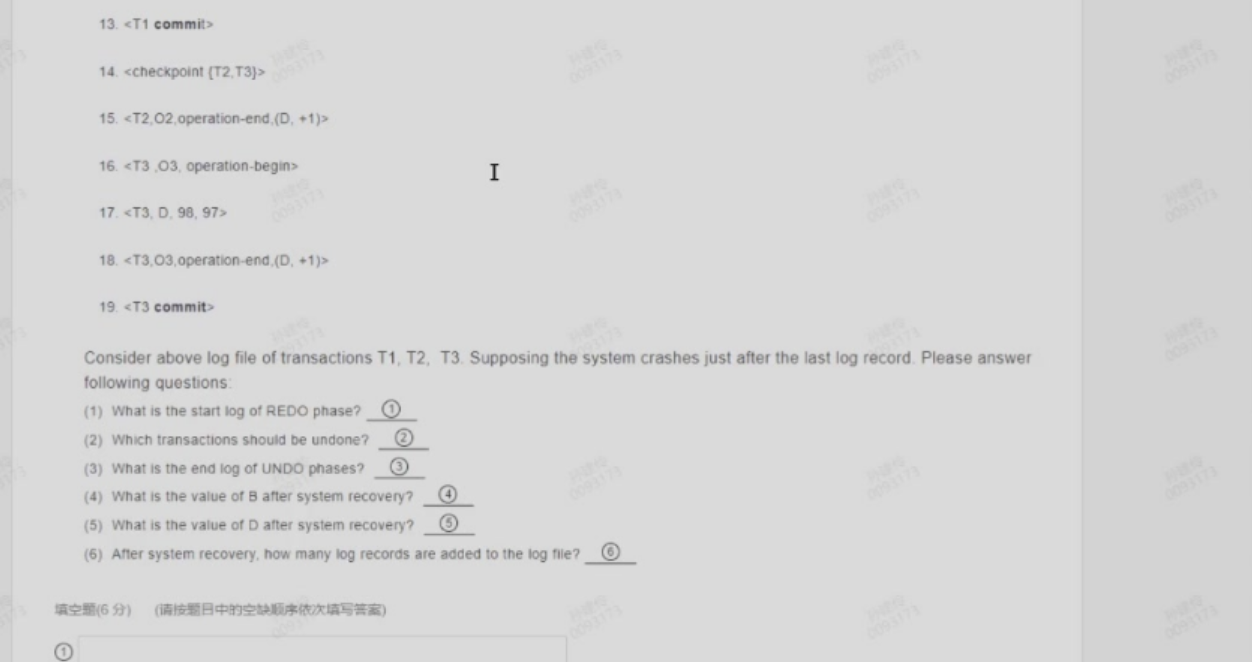 13. <T1 commit>
14. <checkpoint {T2,T3}>
15. <T2,O2,operation-end,(D, +1)>
16. <T3 ,O3, operation-begin>
17. <T3, D, 98, 97>
18. <T3,O3,operation-end,(D, +1)>
19. <T3 commit>
Consider above log file of transactions T1, T2, T3. Supposing the system crashes just after the last log record. Please answer
following questions:
(1) What is the start log of REDO phase? ①
(2) Which transactions should be undone? ②
(3) What is the end log of UNDO phases? ③
(4) What is the value of B after system recovery? ④
(5) What is the value of D after system recovery? ⑤
(6) After system recovery, how many log records are added to the log file? ⑥
填空题(6 分) (请按题目中的空缺顺序依次填写答案)
①